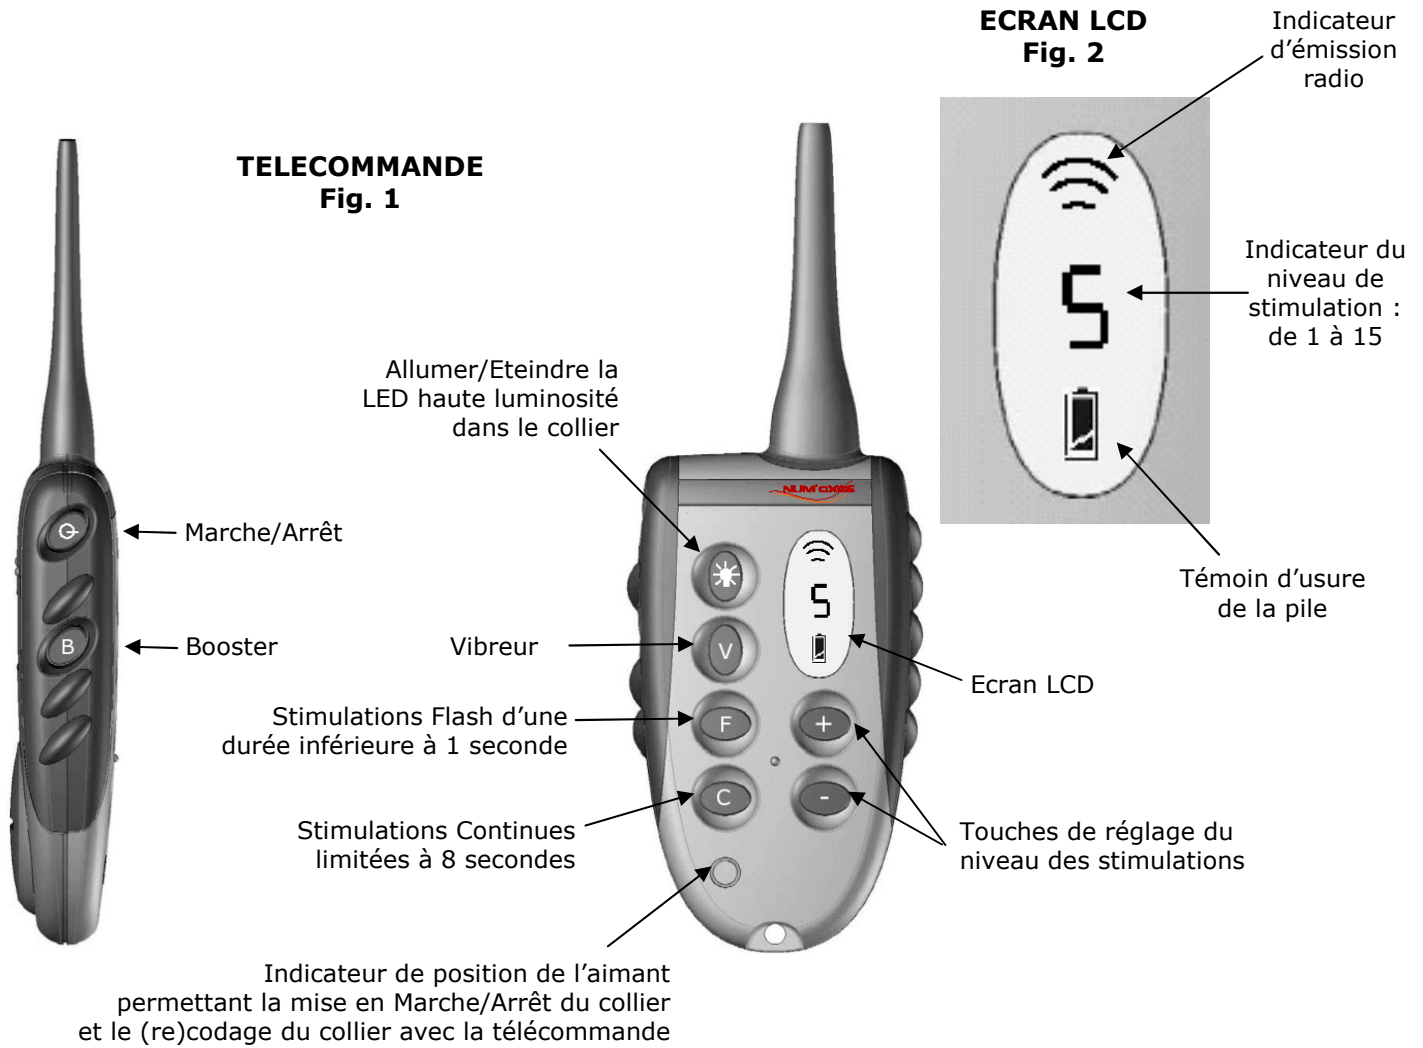 ECRAN LCD
Fig. 2
Indicateur
d’émission
radio
TELECOMMANDE
Fig. 1
5
Indicateur du
niveau de
stimulation :
de 1 à 15
Allumer/Eteindre la
LED haute luminosité
dans le collier
NUM'AXES
Marche/Arrêt
5
Témoin d’usure
de la pile
B
Booster
Vibreur
V
Ecran LCD
Stimulations Flash d’une
durée inférieure à 1 seconde
F
+
C
-
Stimulations Continues
limitées à 8 secondes
Touches de réglage du
niveau des stimulations
Indicateur de position de l’aimant
permettant la mise en Marche/Arrêt du collier
et le (re)codage du collier avec la télécommande